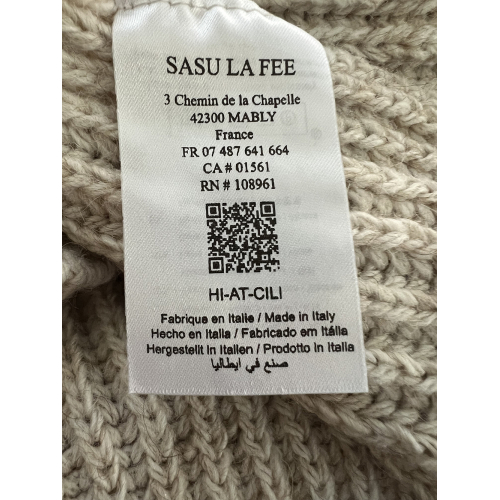 SASU LA FEE
3 Chemin de la Chapelle
42300 MABLY
France
FR 07 487 641 664
CA # 01561
RN # 108961
HI-AT-CILI
Fabrique en Italie / Made in Italy
Hecho en Italia / Fabricado em Itália
Hergestellt in Italien / Prodotto in Italia
صنع في ايطاليا